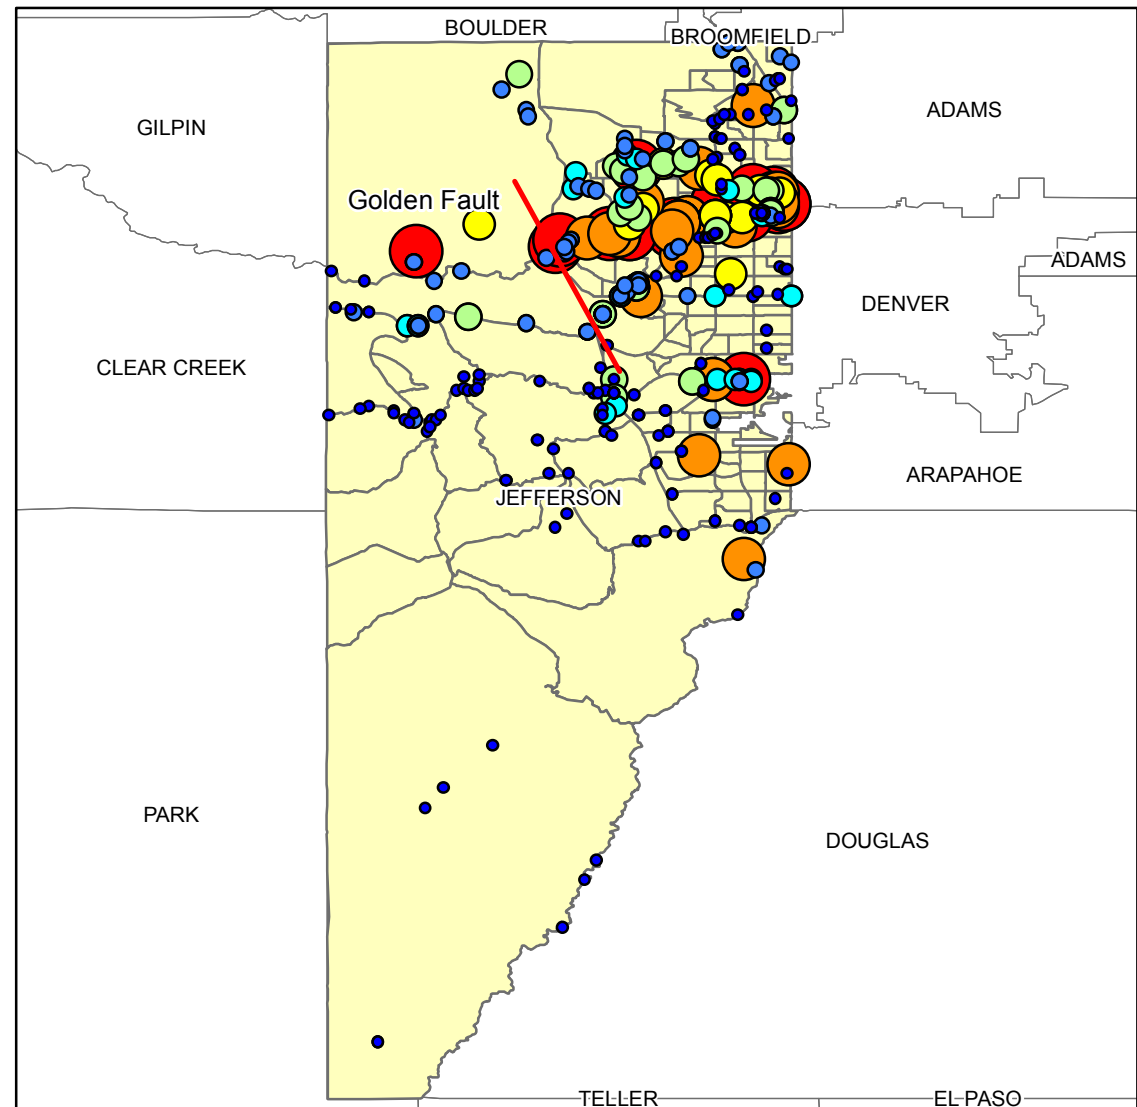 BOULDER
BROOMFIELD
ADAMS
GILPIN
Golden Fault
ADAMS
DENVER
CLEAR CREEK
ARAPAHOE
JEFFERSON
PARK
DOUGLAS
TELLER
EL PASO